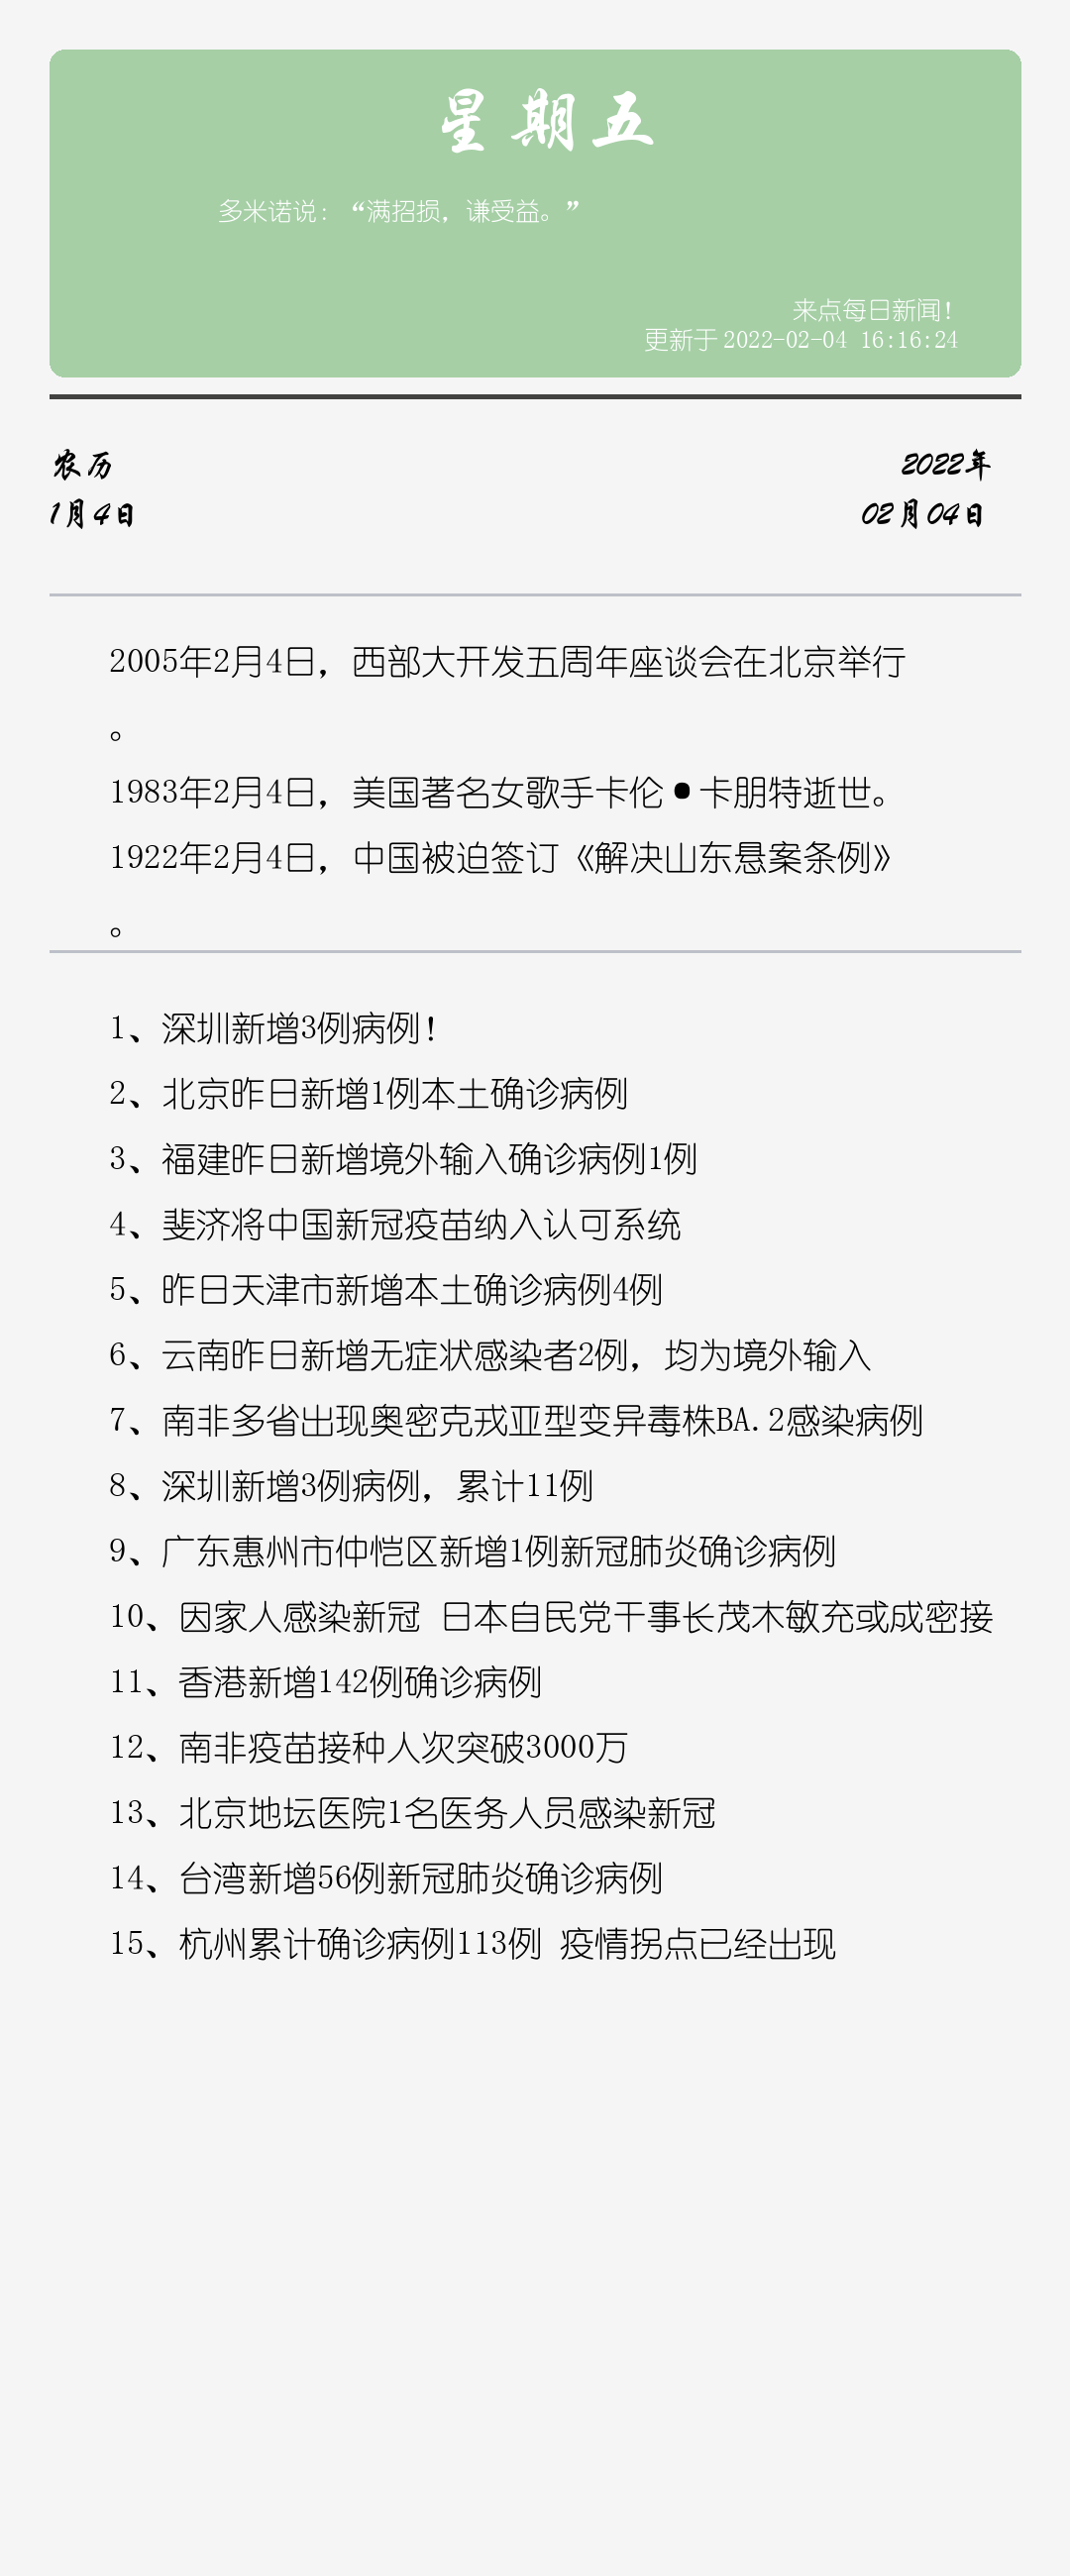 星期五
多米诺说：“满招损，谦受益。”
来点每日新闻！
更新于 2022-02-04 16:16:24
农历
2022年
1月4日
02月04日
2005年2月4日，西部大开发五周年座谈会在北京举行
。
1983年2月4日，美国著名女歌手卡伦•卡朋特逝世。
1922年2月4日，中国被迫签订《解决山东悬案条例》
。
1、深圳新增3例病例！
2、北京昨日新增1例本土确诊病例
3、福建昨日新增境外输入确诊病例1例
4、斐济将中国新冠疫苗纳入认可系统
5、昨日天津市新增本土确诊病例4例
6、云南昨日新增无症状感染者2例，均为境外输入
7、南非多省出现奥密克戎亚型变异毒株BA.2感染病例
8、深圳新增3例病例，累计11例
9、广东惠州市仲恺区新增1例新冠肺炎确诊病例
10、因家人感染新冠 日本自民党干事长茂木敏充或成密接
11、香港新增142例确诊病例
12、南非疫苗接种人次突破3000万
13、北京地坛医院1名医务人员感染新冠
14、台湾新增56例新冠肺炎确诊病例
15、杭州累计确诊病例113例 疫情拐点已经出现